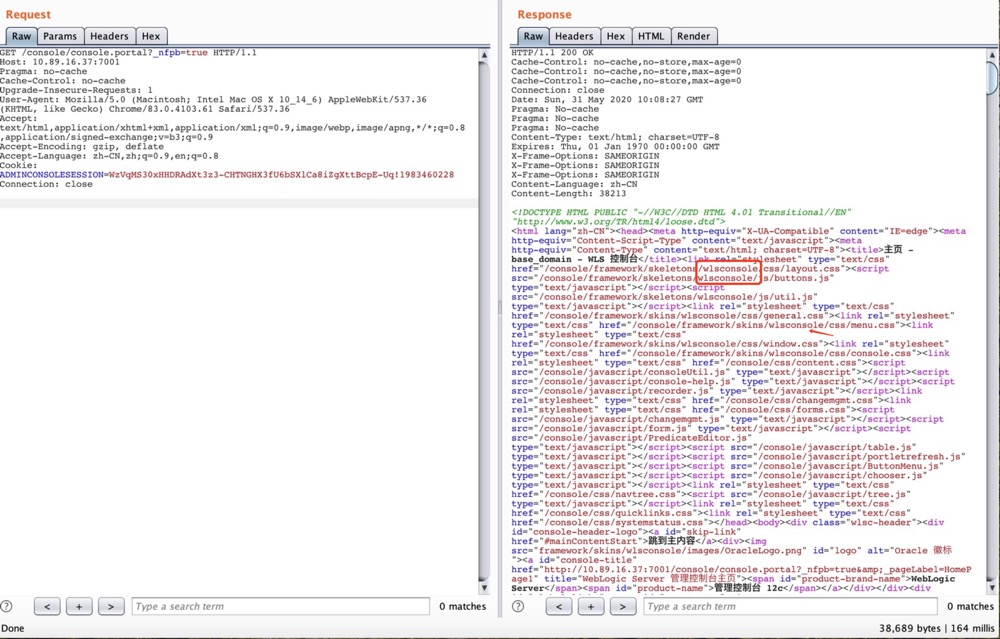 Request
Raw
Params
Headers
Hex
GET /console/console.portal?_nfpb=true HTTP/1.1
Host: 10.89.16.37:7001
Pragma: no-cache
Cache-Control: no-cache
Upgrade-Insecure-Requests: 1
User-Agent: Mozilla/5.0 (Macintosh; Intel Mac OS X 10_14_6) AppleWebKit/537.36
(KHTML, like Gecko) Chrome/83.0.4103.61 Safari/537.36
Accept:
text/html,application/xhtml+xml,application/xml;q=0.9,image/webp,image/apng,*/*;q=0.8
,application/signed-exchange;v=b3;q=0.9
Accept-Encoding: gzip, deflate
Accept-Language: zh-CN,zh;q=0.9,en;q=0.8
Cookie:
ADMINCONSOLESESSION=WzVqMS30xHHDRAdXt3z3-CHTNGHX3fU6bSXlCa8iZgXttBcpE-Uq!1983460228
Connection: close
?
<
+
>
Type a search term
0 matches
Response
Raw
Headers
Hex
HTML
Render
HTTP/1.1 200 OK
Cache-Control: no-cache,no-store,max-age=0
Cache-Control: no-cache,no-store,max-age=0
Cache-Control: no-cache,no-store,max-age=0
Connection: close
Date: Sun, 31 May 2020 10:08:27 GMT
Pragma: No-cache
Pragma: No-cache
Pragma: No-cache
Content-Type: text/html; charset=UTF-8
Expires: Thu, 01 Jan 1970 00:00:00 GMT
X-Frame-Options: SAMEORIGIN
X-Frame-Options: SAMEORIGIN
X-Frame-Options: SAMEORIGIN
Content-Language: zh-CN
Content-Length: 38213
<!DOCTYPE HTML PUBLIC "-//W3C//DTD HTML 4.01 Transitional//EN"
"http://www.w3.org/TR/html4/loose.dtd">
<html lang="zh-CN"><head><meta http-equiv="X-UA-Compatible" content="IE=edge"><meta
http-equiv="Content-Script-Type" content="text/javascript"><meta
http-equiv="Content-Type" content="text/html; charset=UTF-8"><title>主页 -
base_domain - WLS 控制台</title><link rel="stylesheet" type="text/css"
href="/console/framework/skeletons/wlsconsole/css/layout.css"><script
src="/console/framework/skeletons/wlsconsole/js/buttons.js"
type="text/javascript"></script><script
src="/console/framework/skeletons/wlsconsole/js/util.js"
type="text/javascript"></script><link rel="stylesheet" type="text/css"
href="/console/framework/skins/wlsconsole/css/general.css"><link rel="stylesheet"
type="text/css" href="/console/framework/skins/wlsconsole/css/menu.css"><link
rel="stylesheet" type="text/css"
href="/console/framework/skins/wlsconsole/css/window.css"><link rel="stylesheet"
type="text/css" href="/console/framework/skins/wlsconsole/css/console.css"><link
rel="stylesheet" type="text/css" href="/console/css/content.css"><script
src="/console/javascript/consoleUtil.js" type="text/javascript"></script><script
src="/console/javascript/console-help.js" type="text/javascript"></script><script
src="/console/javascript/recorder.js" type="text/javascript"></script><link
rel="stylesheet" type="text/css" href="/console/css/changemgmt.css"><link
rel="stylesheet" type="text/css" href="/console/css/forms.css"><script
src="/console/javascript/changemgmt.js" type="text/javascript"></script><script
src="/console/javascript/form.js" type="text/javascript"></script><script
src="/console/javascript/PredicateEditor.js"
type="text/javascript"></script><script src="/console/javascript/table.js"
type="text/javascript"></script><script src="/console/javascript/portletrefresh.js"
type="text/javascript"></script><script src="/console/javascript/ButtonMenu.js"
type="text/javascript"></script><script src="/console/javascript/chooser.js"
type="text/javascript"></script><link rel="stylesheet" type="text/css"
href="/console/css/navtree.css"><script src="/console/javascript/tree.js"
type="text/javascript"></script><link rel="stylesheet" type="text/css"
href="/console/css/quicklinks.css"><link rel="stylesheet" type="text/css"
href="/console/css/systemstatus.css"></head><body><div class="wlsc-header"><div
id="console-header-logo"><a id="skip-link"
href="#mainContentStart">跳到主内容</a><div><img
src="framework/skins/wlsconsole/images/OracleLogo.png" id="logo" alt="Oracle 徽标
"><a id="console-title"
href="http://10.89.16.37:7001/console/console.portal?_nfpb=true&amp;_pageLabel=HomeP
age1" title="WebLogic Server 管理控制台主页"><span id="product-brand-name">WebLogic
Server</span><span id="product-name">管理控制台 12c</span></a></div></div><div
?
<
+
>
Type a search term
0 matches
Done
38,689 bytes | 164 millis